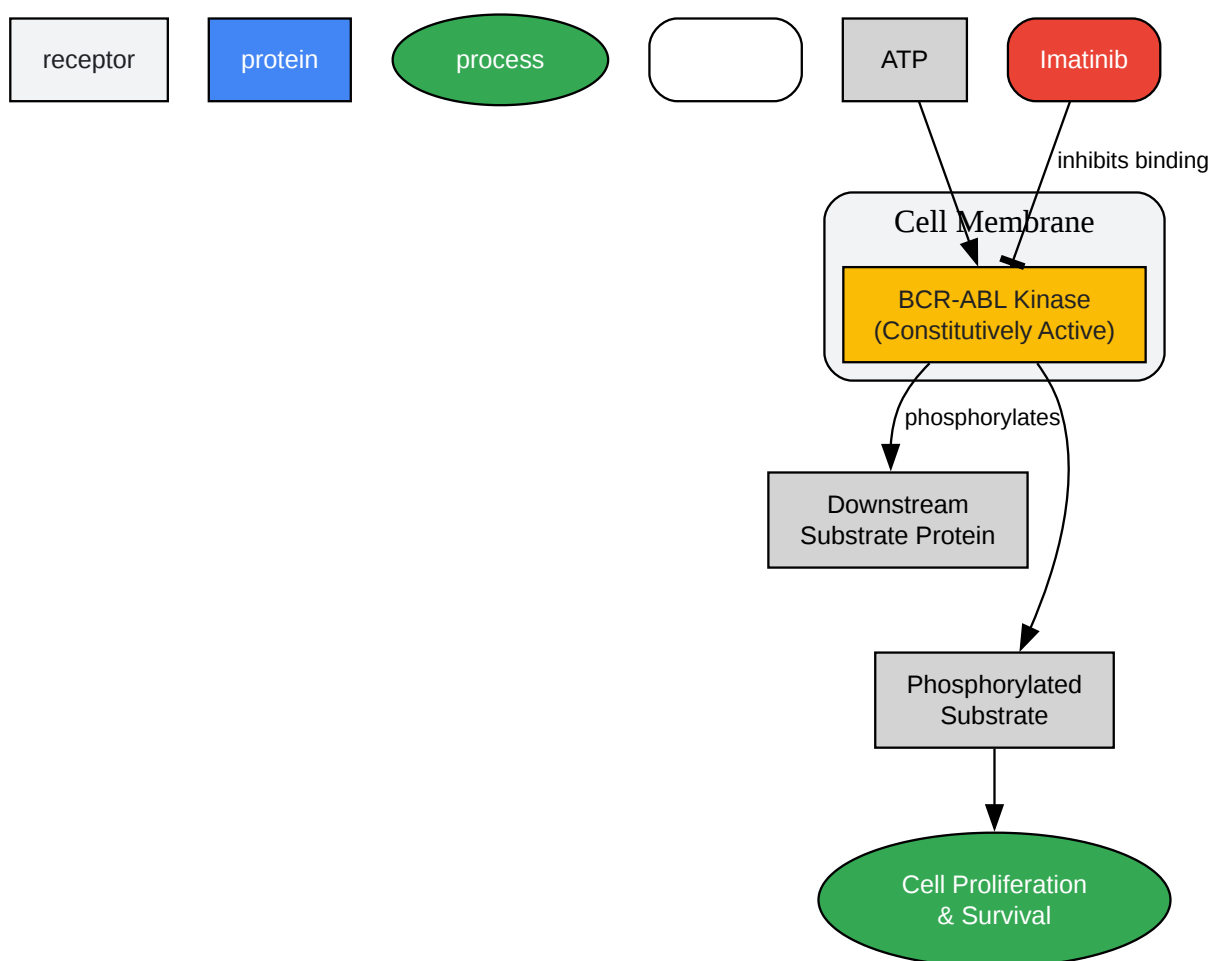 receptor
protein
process
ATP
Imatinib
inhibits binding
Cell Membrane
BCR-ABL Kinase
(Constitutively Active)
phosphorylates
Downstream
Substrate Protein
Phosphorylated
Substrate
Cell Proliferation
& Survival